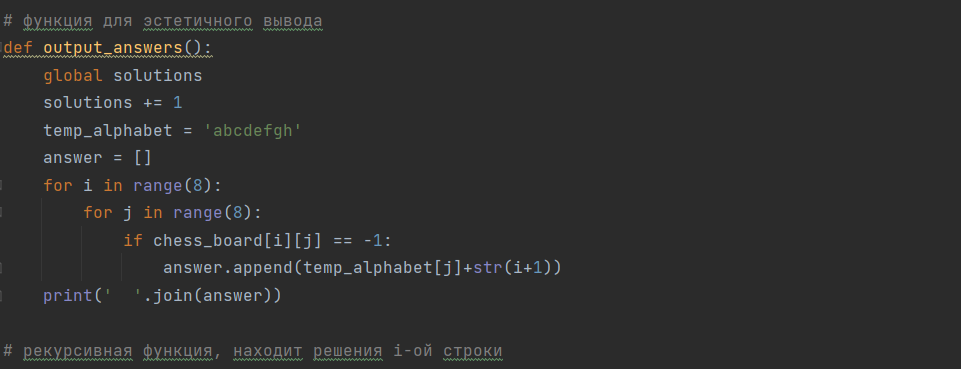 # функция для эстетичного вывода
def output_answers():
    global solutions
    solutions += 1
    temp_alphabet = 'abcdefgh'
    answer = []
    for i in range(8):
        for j in range(8):
            if chess_board[i][j] == -1:
                answer.append(temp_alphabet[j]+str(i+1))
    print('  '.join(answer))
# рекурсивная функция, находит решения i-ой строки